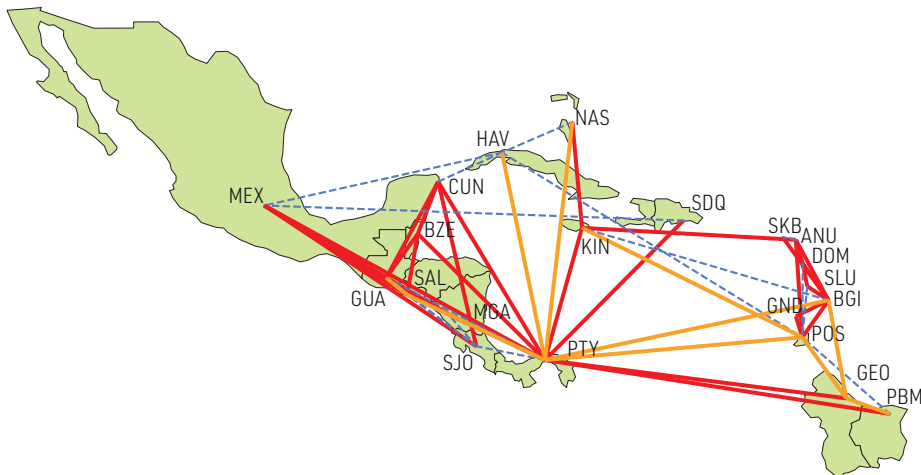 NAS
HAV
CUN
MEX
SDQ
SKB
ANU
BZE
KIN
DOM
SLU
SAL
BGI
GUA
MGA
GND
POS
PTY
SJO
GEO
PBM